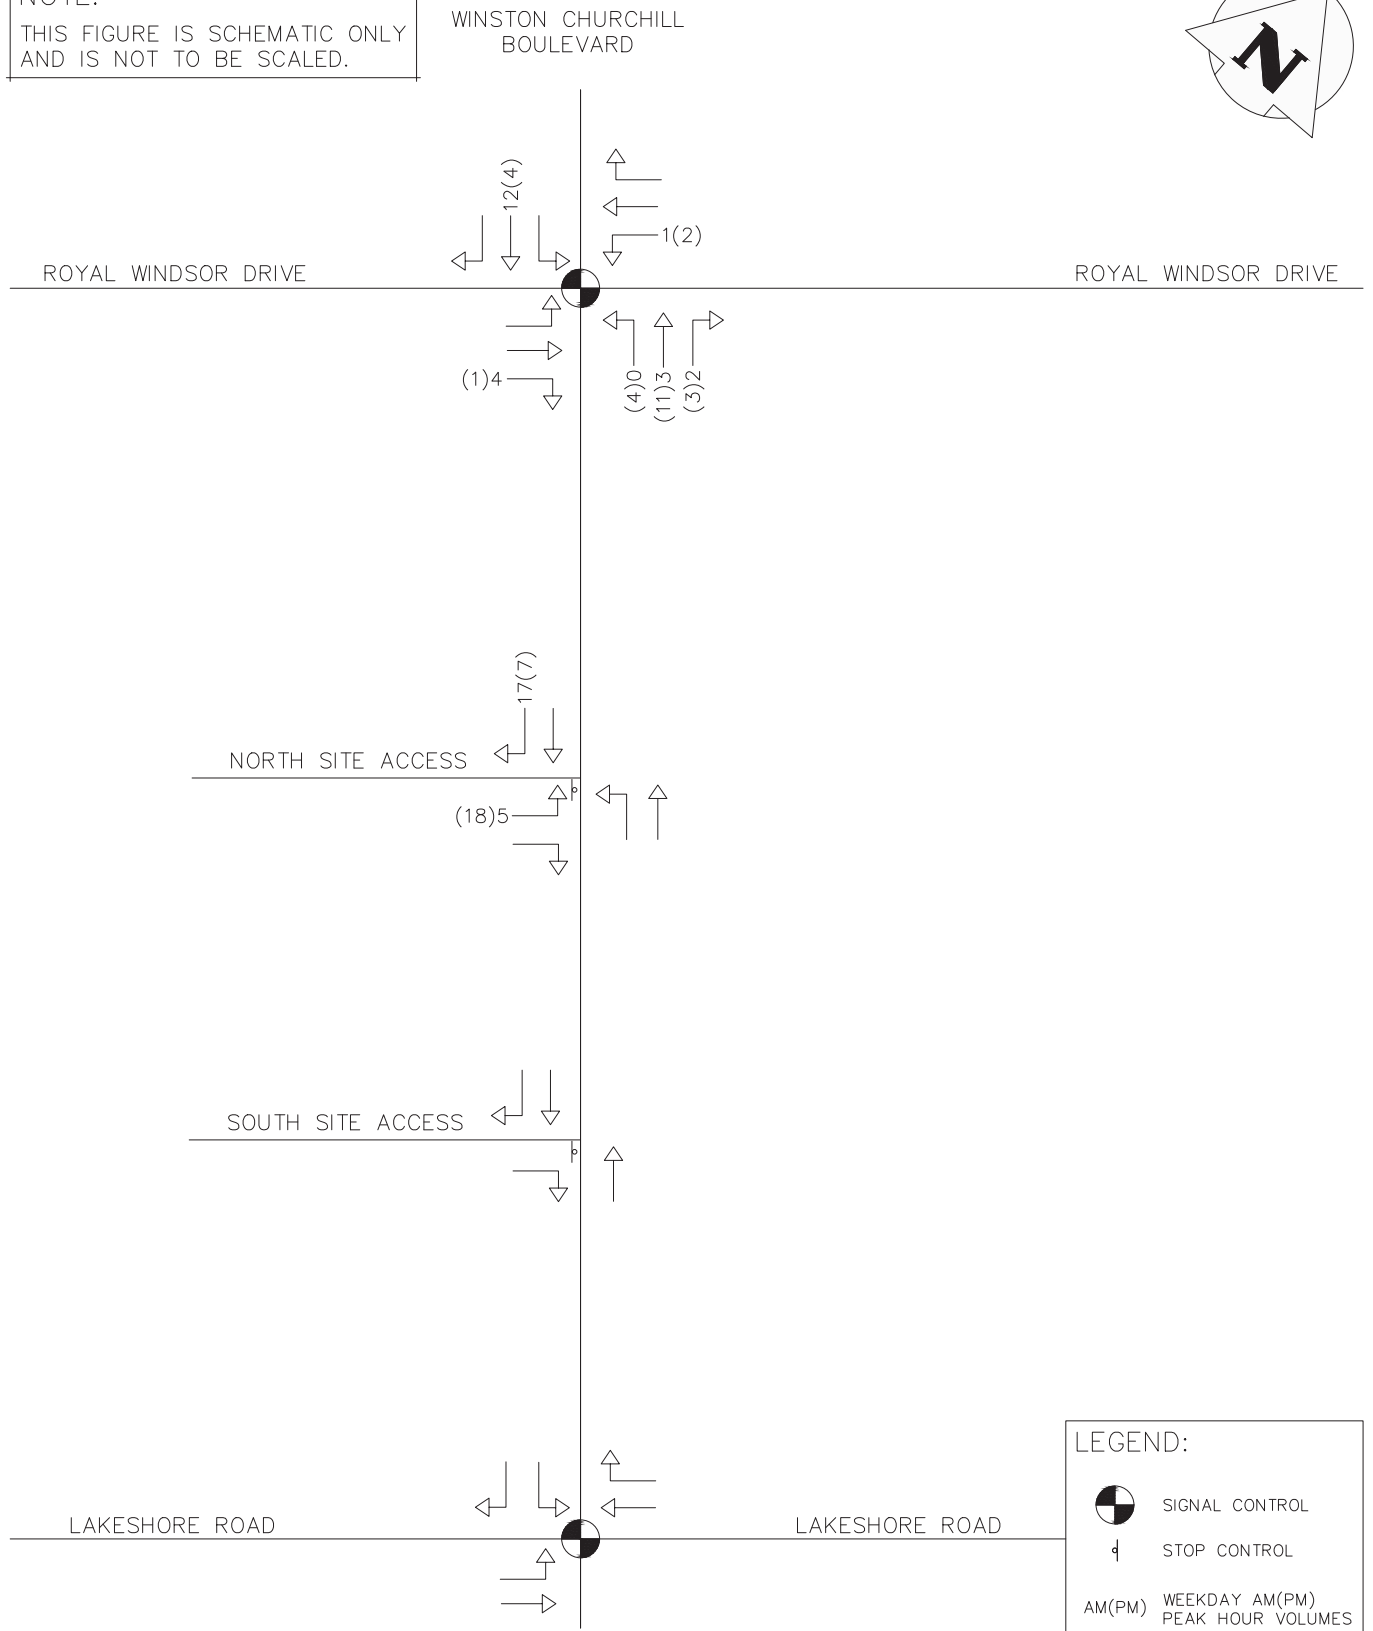 NOTE:
THIS FIGURE IS SCHEMATIC ONLY
AND IS NOT TO BE SCALED.
WINSTON CHURCHILL
BOULEVARD
N
12(4)
1(2)
ROYAL WINDSOR DRIVE
ROYAL WINDSOR DRIVE
(1)4
(4)0
(11)3
(3)2
17(7)
NORTH SITE ACCESS
(18)5
SOUTH SITE ACCESS
LAKESHORE ROAD
LAKESHORE ROAD
LEGEND:
SIGNAL CONTROL
STOP CONTROL
AM(PM)
WEEKDAY AM(PM)
PEAK HOUR VOLUMES